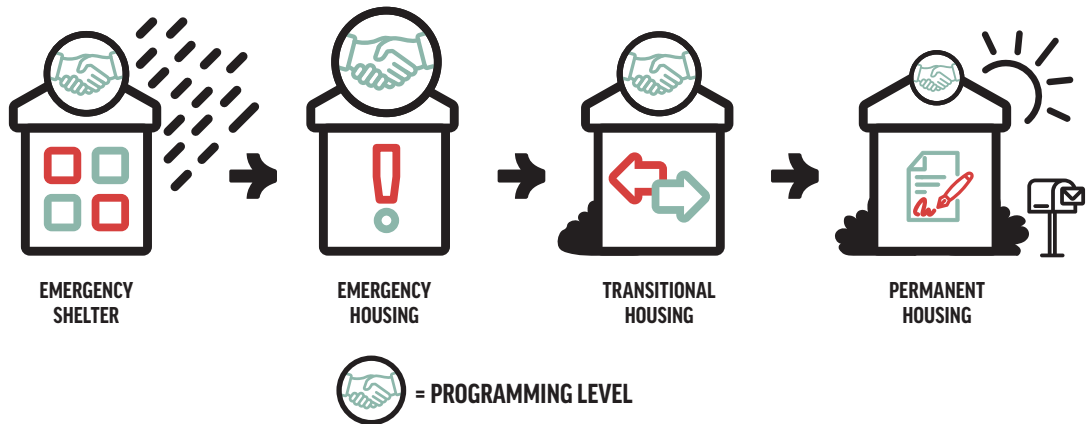 EMERGENCY
SHELTER
EMERGENCY
HOUSING
TRANSITIONAL
HOUSING
PERMANENT
HOUSING
= PROGRAMMING LEVEL